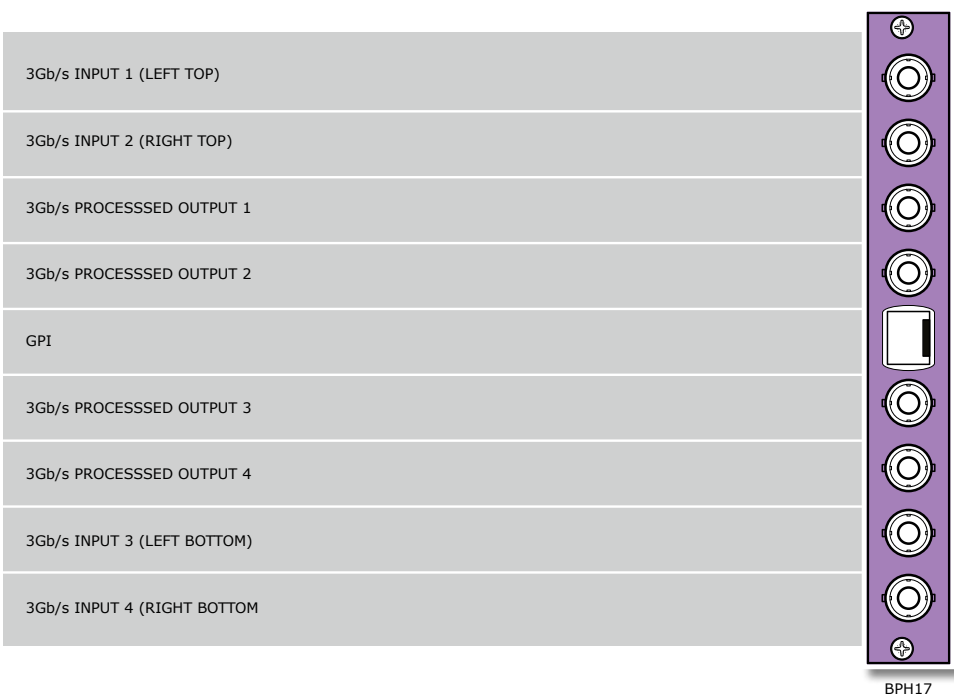 3Gb/s INPUT 1 (LEFT TOP)
3Gb/s INPUT 2 (RIGHT TOP)
3Gb/s PROCESSSED OUTPUT 1
3Gb/s PROCESSSED OUTPUT 2
GPI
3Gb/s PROCESSSED OUTPUT 3
3Gb/s PROCESSSED OUTPUT 4
3Gb/s INPUT 3 (LEFT BOTTOM)
3Gb/s INPUT 4 (RIGHT BOTTOM
BPH17